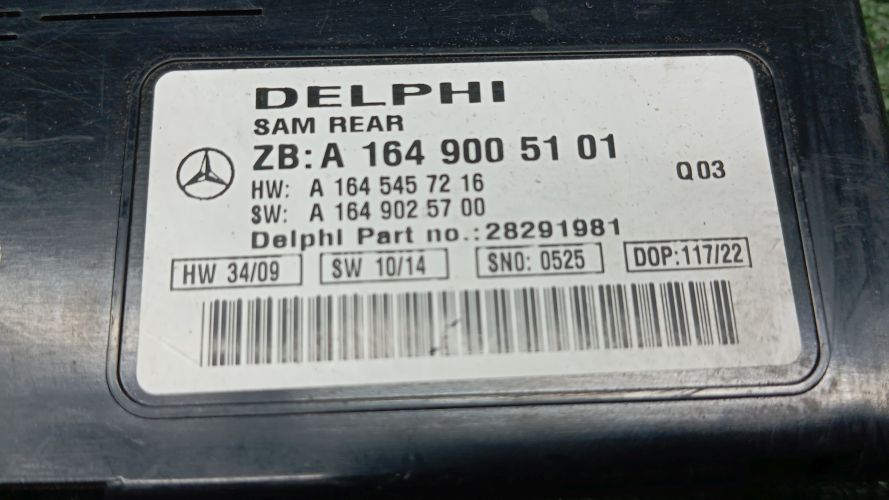 DELPHI
SAM REAR
ZB: A 164 900 51 01
Q03
HW: A 164 545 72 16
SW: A 164 902 57 00
Delphi Part no.:28291981
HW 34/09 SW 10/14 SNO: 0525 DOP:117/22